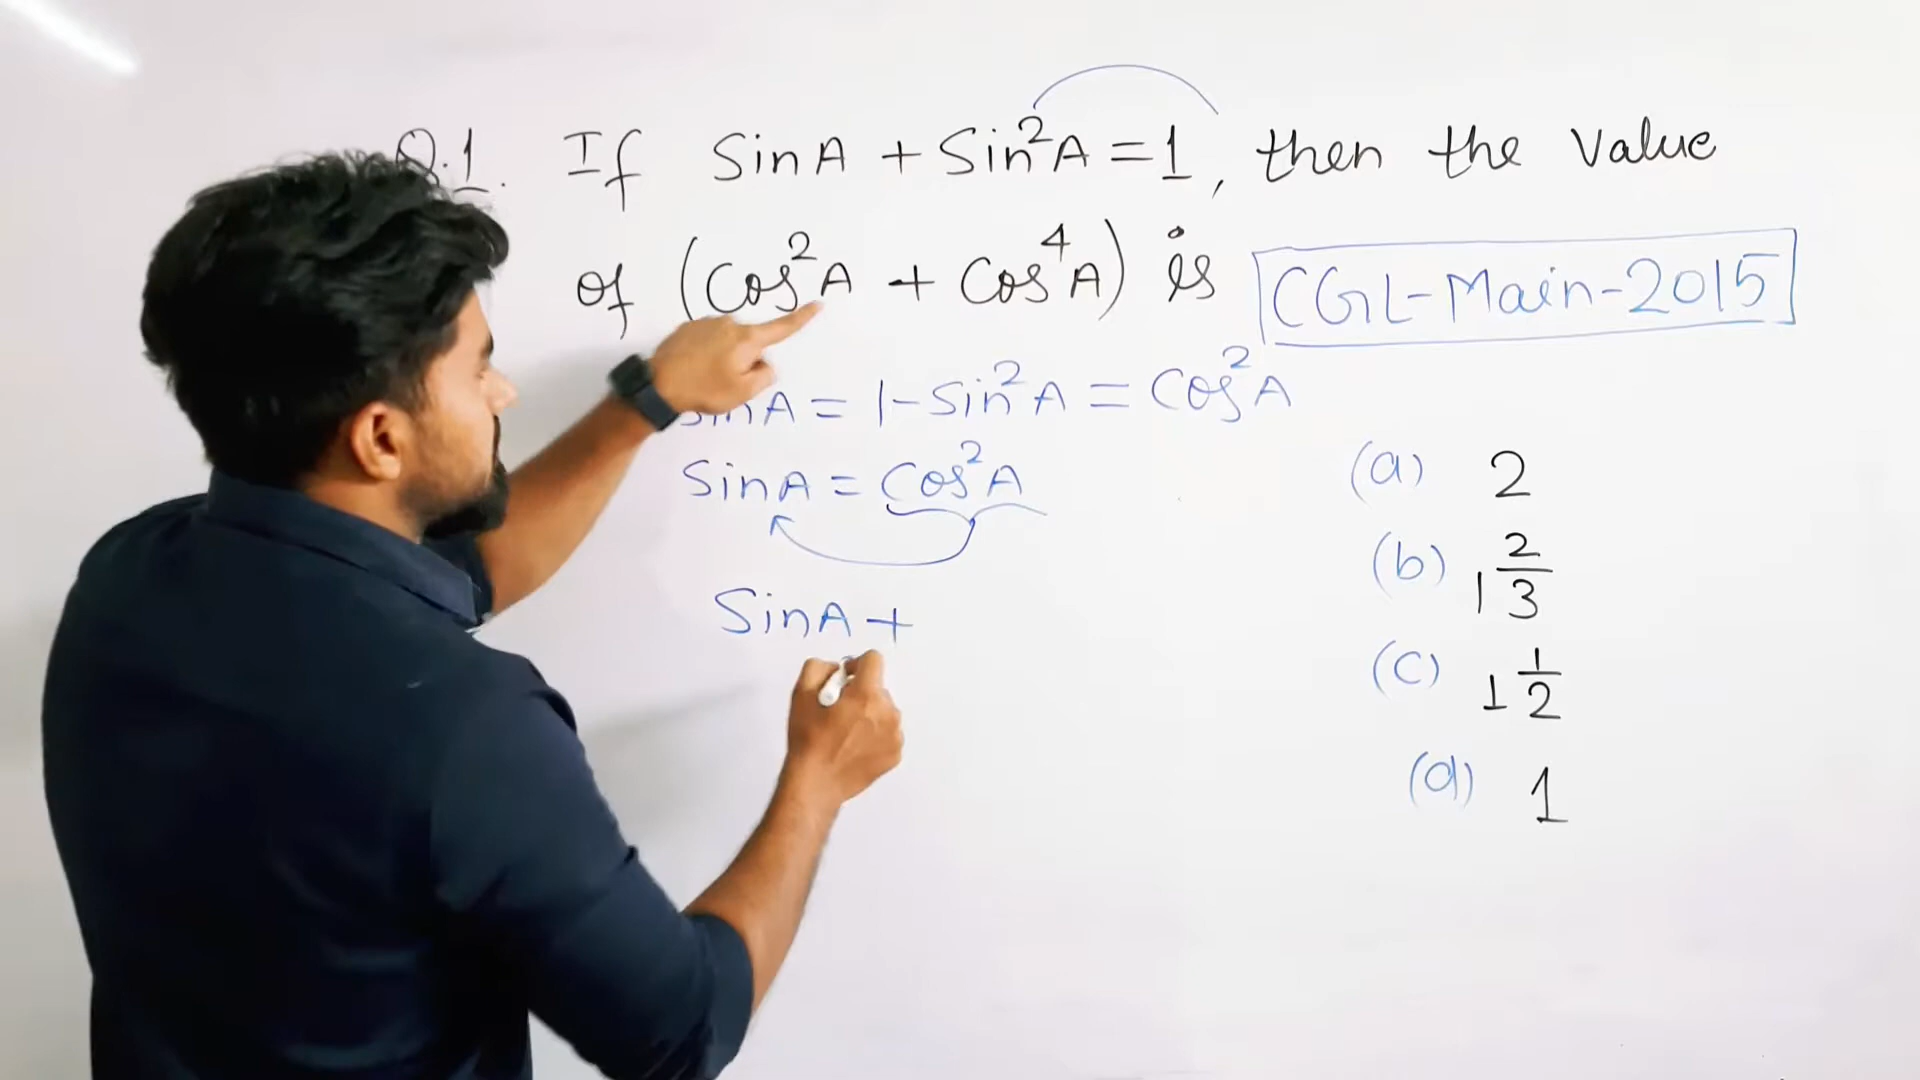 Q.1. If SinA + Sin²A = 1, then the value
of (Cos²A + Cos⁴A) is
CGL-Main-2015
SinA = 1-Sin²A = Cos²A
SinA = Cos²A
SinA +
(a) 2
(b) 1 2/3
(c) 1 1/2
(d) 1